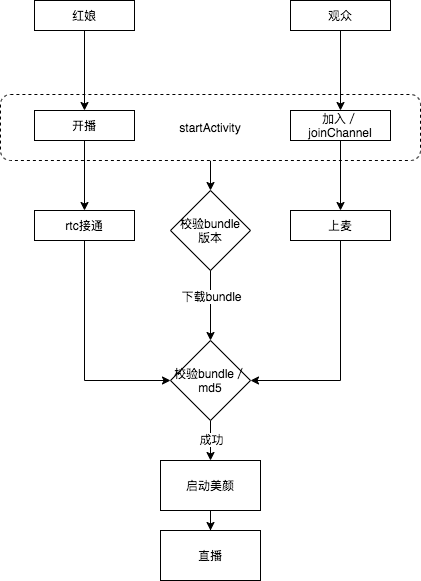 红娘
观众
开播
startActivity
加入 /
joinChannel
rtc接通
校验bundle
版本
上麦
下载bundle
校验bundle /
md5
成功
启动美颜
直播